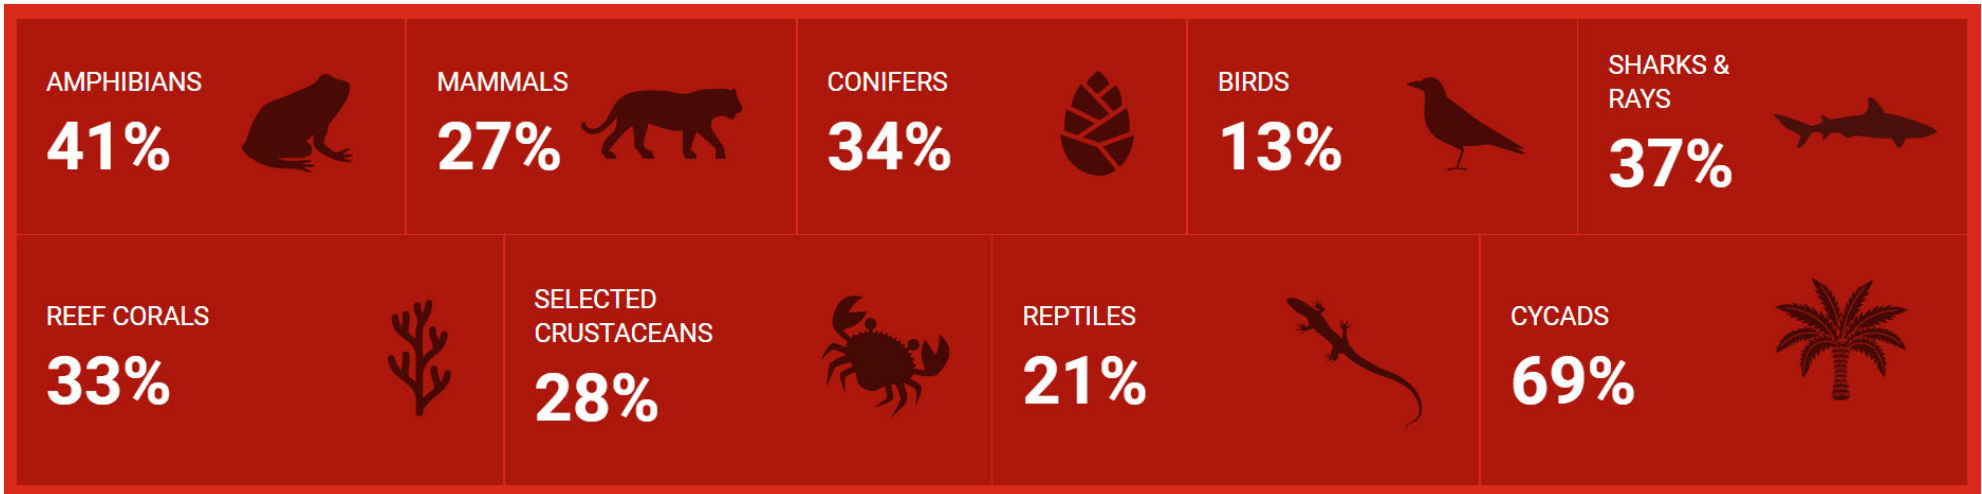 AMPHIBIANS
41%
MAMMALS
27%
CONIFERS
34%
BIRDS
13%
SHARKS &
RAYS
37%
REEF CORALS
33%
SELECTED
CRUSTACEANS
28%
REPTILES
21%
CYCADS
69%